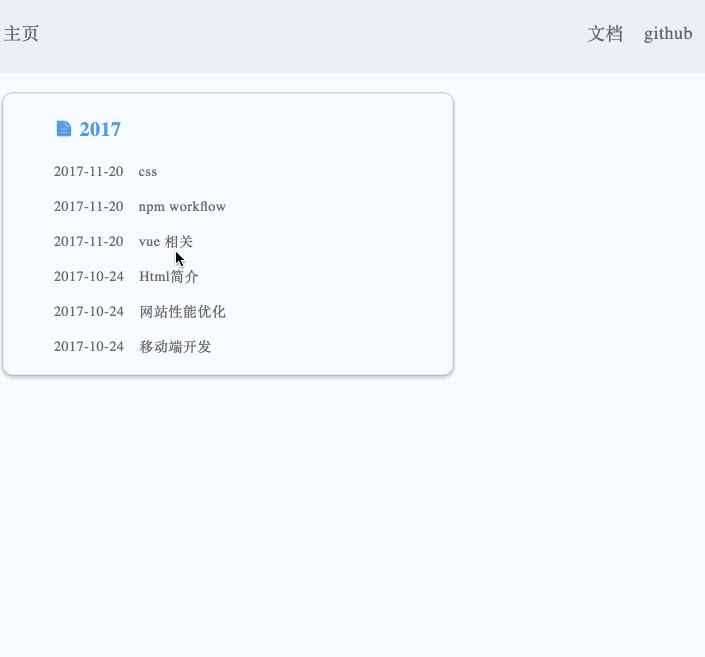 主页 文档 github
2017
2017-11-20 css
2017-11-20 npm workflow
2017-11-20 vue 相关
2017-10-24 Html简介
2017-10-24 网站性能优化
2017-10-24 移动端开发